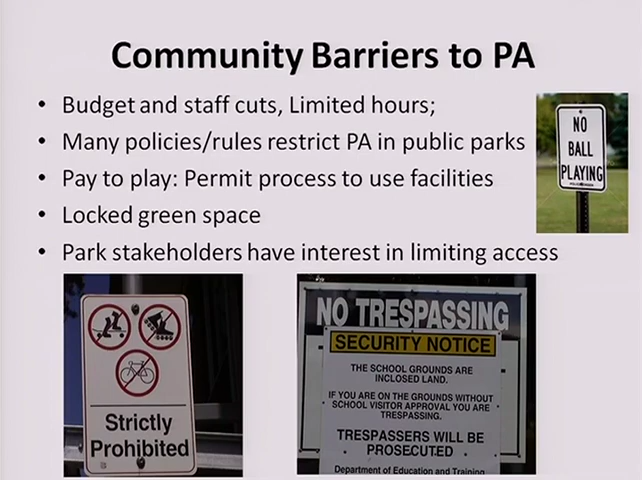 Community Barriers to PA
• Budget and staff cuts, Limited hours;
• Many policies/rules restrict PA in public parks
• Pay to play: Permit process to use facilities
• Locked green space
• Park stakeholders have interest in limiting access
NO
BALL
PLAYING
Strictly
Prohibited
NO TRESPASSING
SECURITY NOTICE
THE SCHOOL GROUNDS ARE
INCLOSED LAND.
IF YOU ARE ON THE GROUNDS WITHOUT
SCHOOL VISITOR APPROVAL YOU ARE
TRESPASSING.
TRESPASSERS WILL BE
PROSECUTED
Department of Education and Training